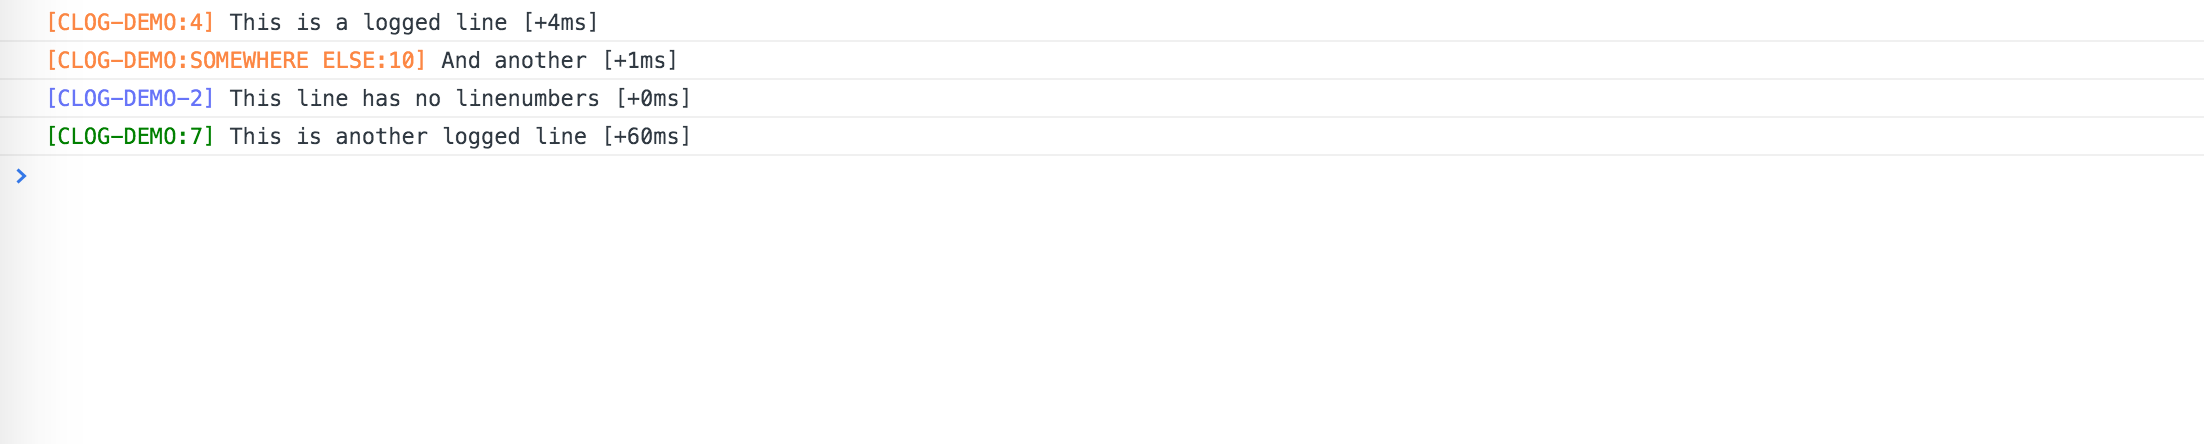 [CLOG-DEMO:4] This is a logged line [+4ms]
[CLOG-DEMO:SOMEWHERE ELSE:10] And another [+1ms]
[CLOG-DEMO-2] This line has no linenumbers [+0ms]
[CLOG-DEMO:7] This is another logged line [+60ms]